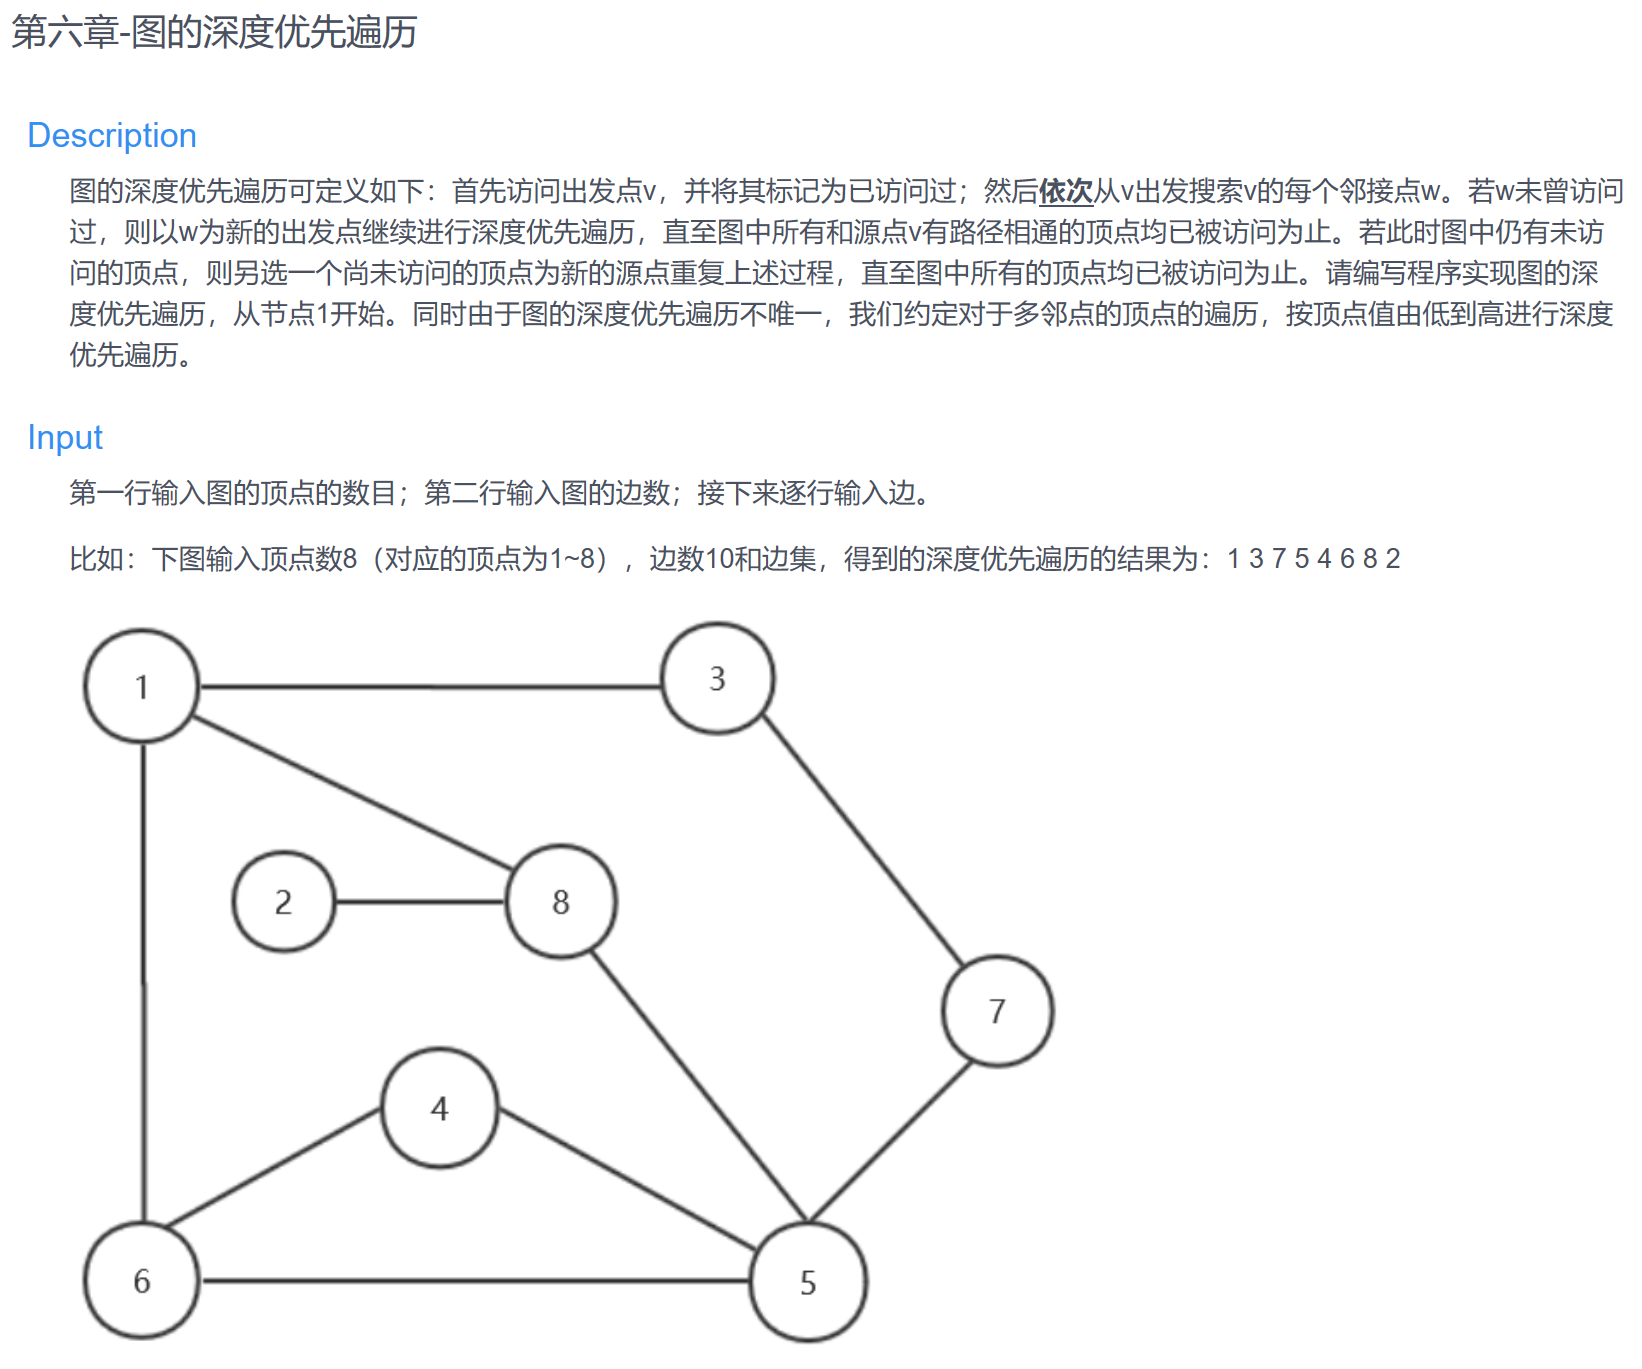 第六章-图的深度优先遍历
Description
图的深度优先遍历可定义如下：首先访问出发点v，并将其标记为已访问过；然后依次从v出发搜索v的每个邻接点w。若w未曾访问
过，则以w为新的出发点继续进行深度优先遍历，直至图中所有和源点v有路径相通的顶点均已被访问为止。若此时图中仍有未访
问的顶点，则另选一个尚未访问的顶点为新的源点重复上述过程，直至图中所有的顶点均已被访问为止。请编写程序实现图的深
度优先遍历，从节点1开始。同时由于图的深度优先遍历不唯一，我们约定对于多邻点的顶点的遍历，按顶点值由低到高进行深度
优先遍历。
Input
第一行输入图的顶点的数目；第二行输入图的边数；接下来逐行输入边。
比如：下图输入顶点数8（对应的顶点为1~8），边数10和边集，得到的深度优先遍历的结果为：1 3 7 5 4 6 8 2
1
3
2
8
7
4
6
5